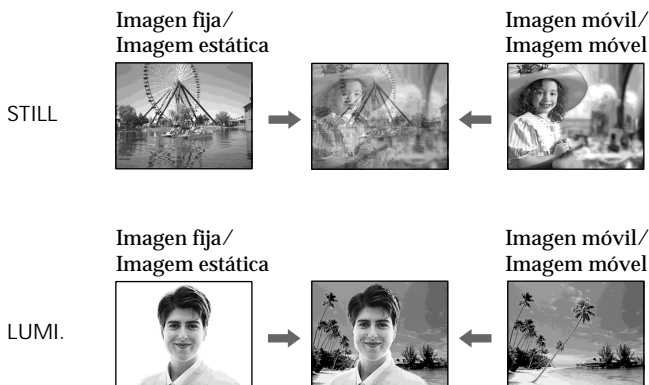 Imagen fija/
Imagem estática
Imagen móvil/
Imagem móvel
STILL
Imagen fija/
Imagem estática
Imagen móvil/
Imagem móvel
LUMI.